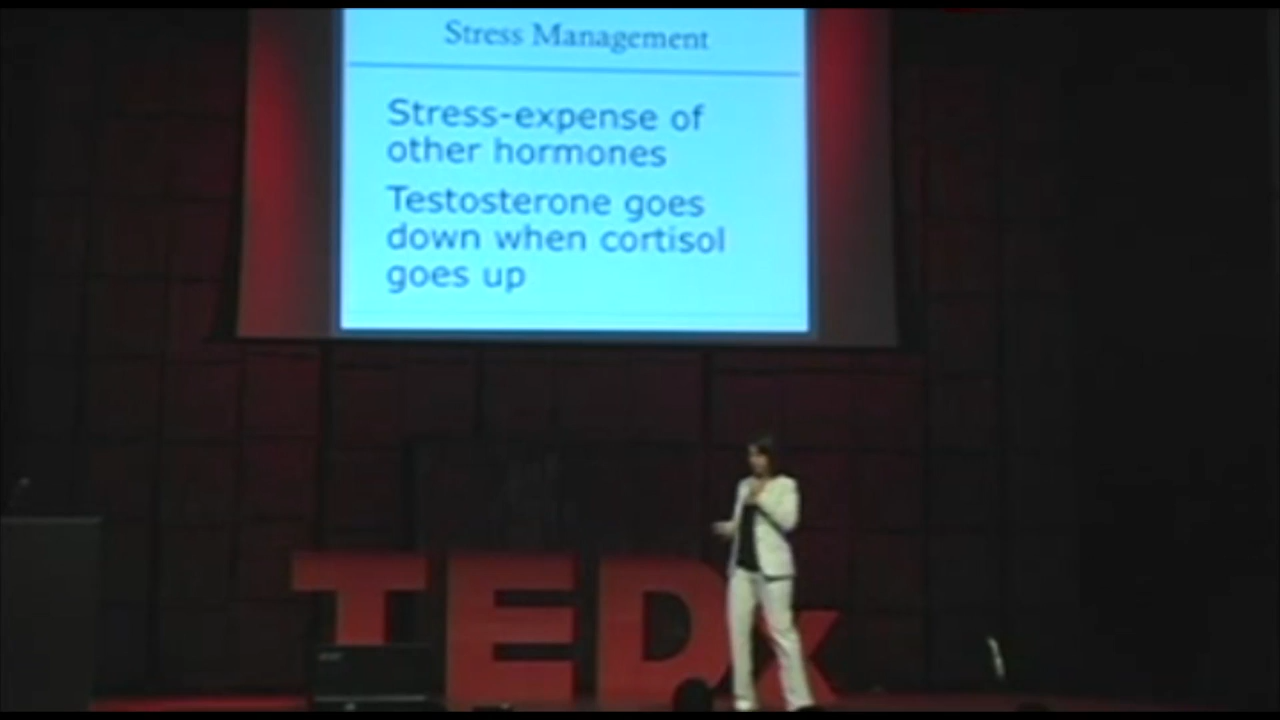 Stress Management
Stress-expense of
other hormones
Testosterone goes
down when cortisol
goes up
TEDx